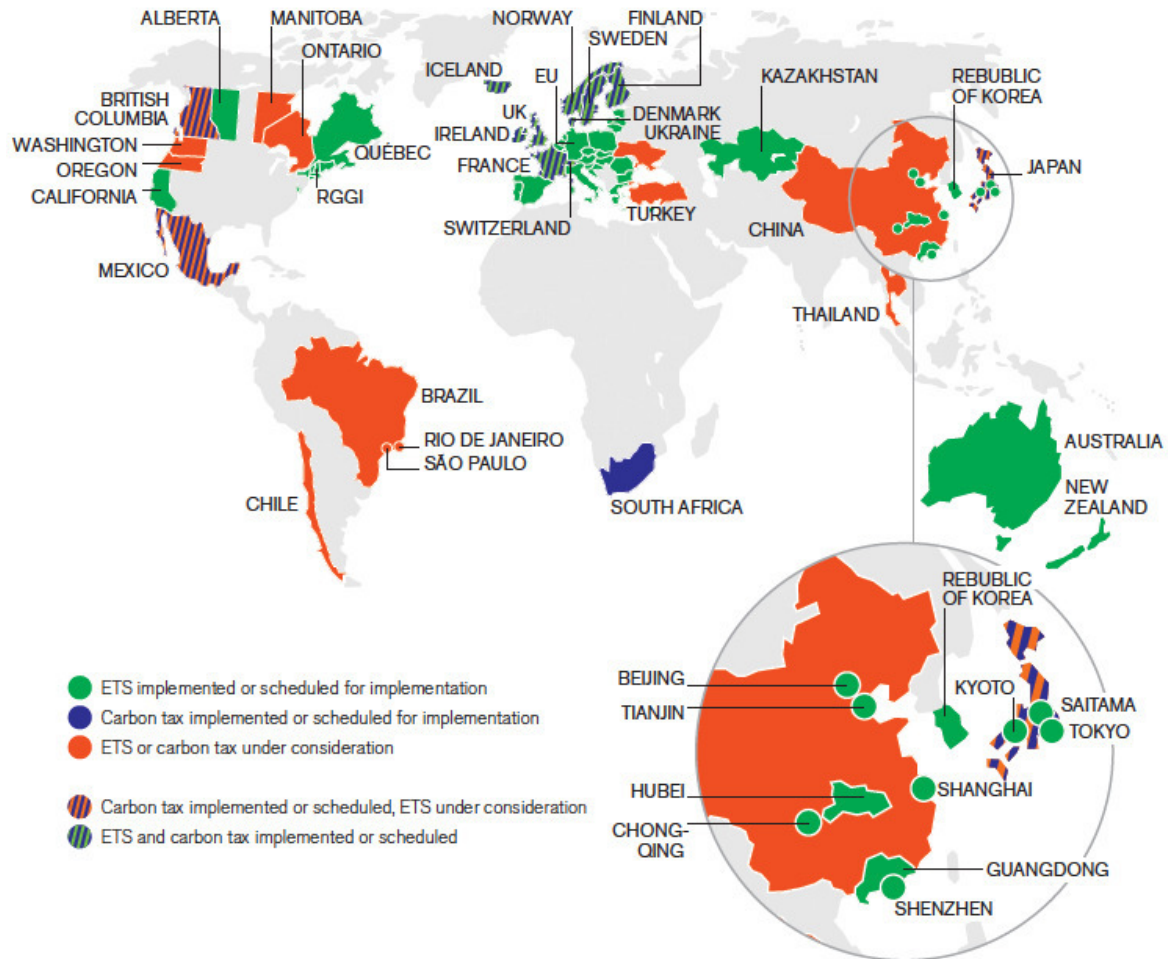 ALBERTA
MANITOBA
ONTARIO
NORWAY
SWEDEN
FINLAND
ICELAND
EU
KAZAKHSTAN
REBUBLIC
OF KOREA
BRITISH
COLUMBIA
UK
DENMARK
WASHINGTON
IRELAND
UKRAINE
OREGON
QUÉBEC
FRANCE
JAPAN
CALIFORNIA
RGGI
SWITZERLAND
TURKEY
CHINA
MEXICO
THAILAND
BRAZIL
RIO DE JANEIRO
SÃO PAULO
CHILE
SOUTH AFRICA
AUSTRALIA
NEW
ZEALAND
REBUBLIC
OF KOREA
BEIJING
TIANJIN
KYOTO
SAITAMA
TOKYO
HUBEI
SHANGHAI
CHONG-
QING
GUANGDONG
SHENZHEN
ETS implemented or scheduled for implementation
Carbon tax implemented or scheduled for implementation
ETS or carbon tax under consideration
Carbon tax implemented or scheduled, ETS under consideration
ETS and carbon tax implemented or scheduled